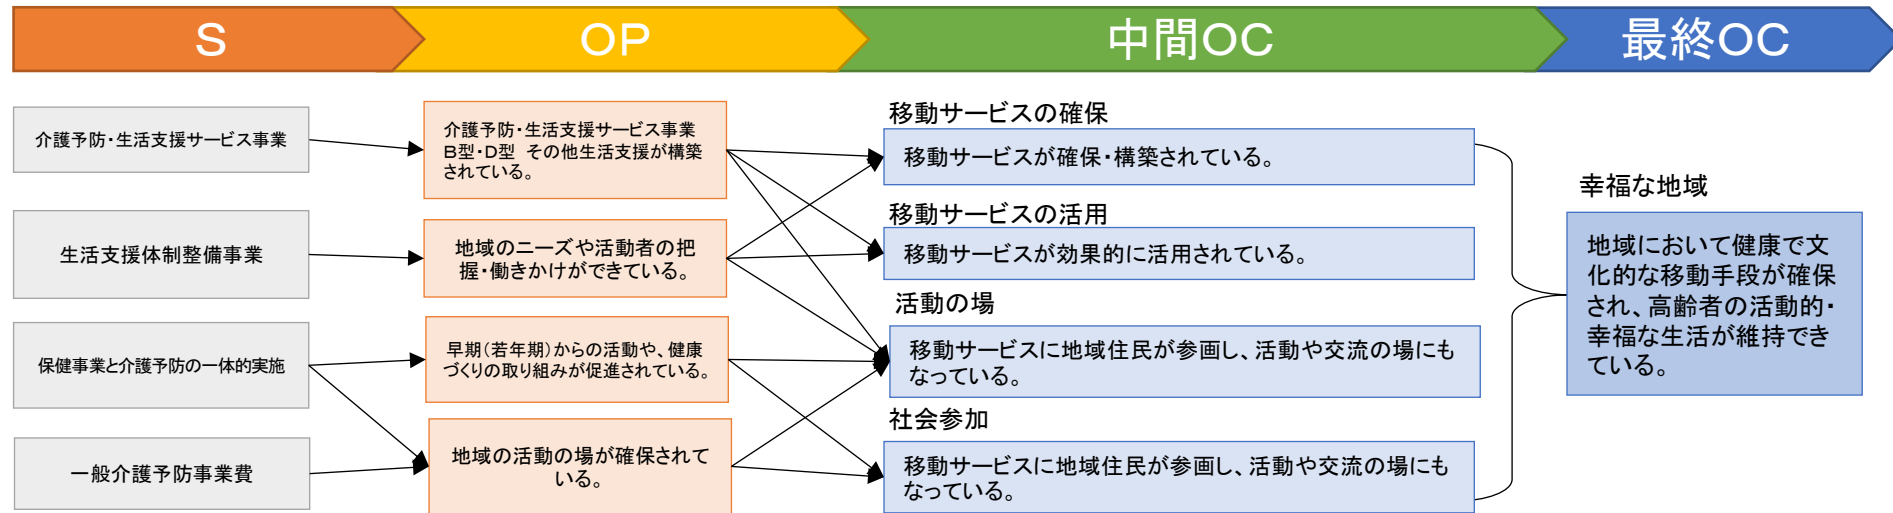 S
OP
中間OC
最終OC
介護予防・生活支援サービス事業
生活支援体制整備事業
保健事業と介護予防の一体的実施
一般介護予防事業費
介護予防・生活支援サービス事業
B型・D型　その他生活支援が構築
されている。
地域のニーズや活動者の把
握・働きかけができている。
早期（若年期）からの活動や、健康
づくりの取り組みが促進されている。
地域の活動の場が確保されて
いる。
移動サービスの確保
移動サービスが確保・構築されている。
移動サービスの活用
移動サービスが効果的に活用されている。
活動の場
移動サービスに地域住民が参画し、活動や交流の場にも
なっている。
社会参加
移動サービスに地域住民が参画し、活動や交流の場にも
なっている。
幸福な地域
地域において健康で文
化的な移動手段が確保
され、高齢者の活動的・
幸福な生活が維持でき
ている。